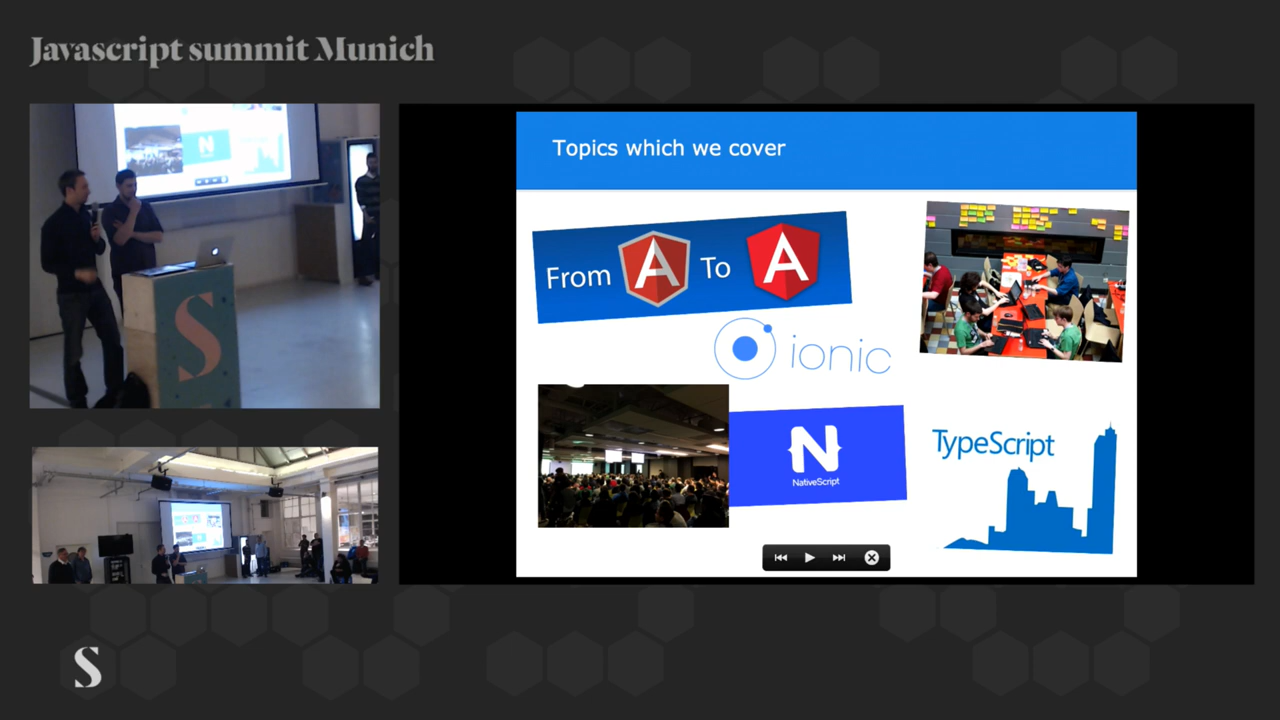 Javascript summit Munich
Topics which we cover
From A To A
ionic
N
NativeScript
TypeScript
N
S
S